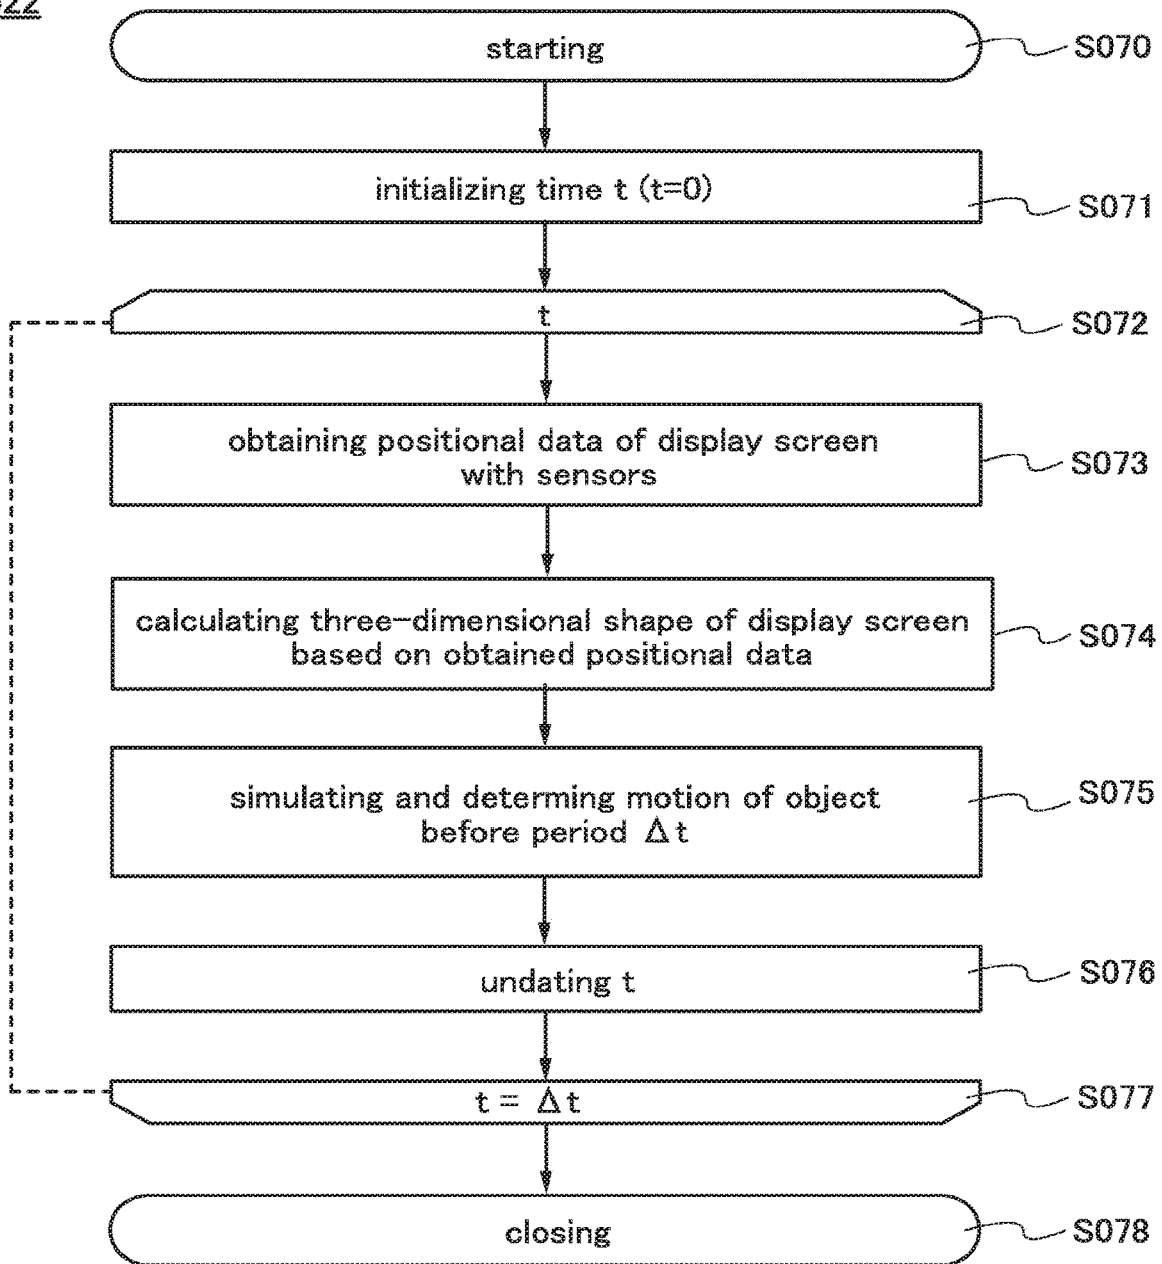 starting
S070
initializing time t (t=0)
S071
t
S072
obtaining positional data of display screen
with sensors
S073
calculating three-dimensional shape of display screen
based on obtained positional data
S074
simulating and determing motion of object
before period Δt
S075
undating t
S076
t = Δt
S077
closing
S078